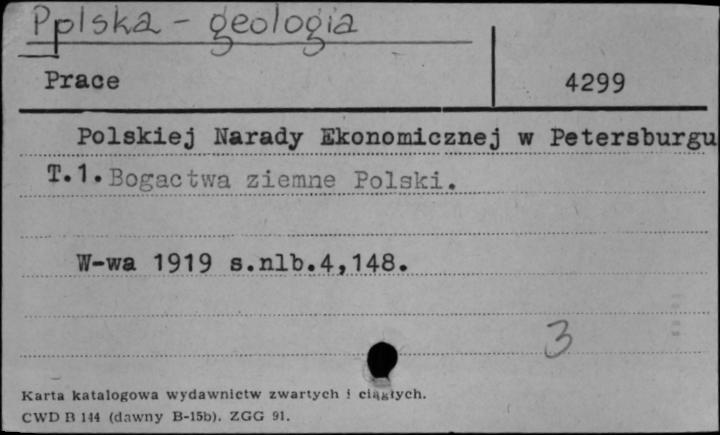 Pplska - geologia
Prace 4299
Polskiej Narady Ekonomicznej w Petersburgu
T.1. Bogactwa ziemne Polski.
W-wa 1919 s.nlb.4,148.
3
Karta katalogowa wydawnictw zwartych i ciągłych.
CWD B 144 (dawny B-15b). ZGG 91.